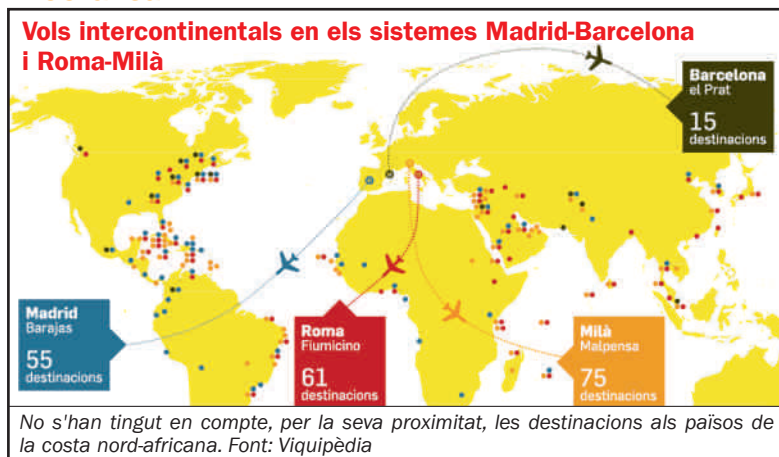 Vols intercontinentals en els sistemes Madrid-Barcelona
i Roma-Milà
Barcelona
el Prat
15
destinacions
Madrid
Barajas
55
destinacions
Roma
Fiumicino
61
destinacions
Milà
Malpensa
75
destinacions
No s'han tingut en compte, per la seva proximitat, les destinacions als països de
la costa nord-africana. Font: Viquipèdia